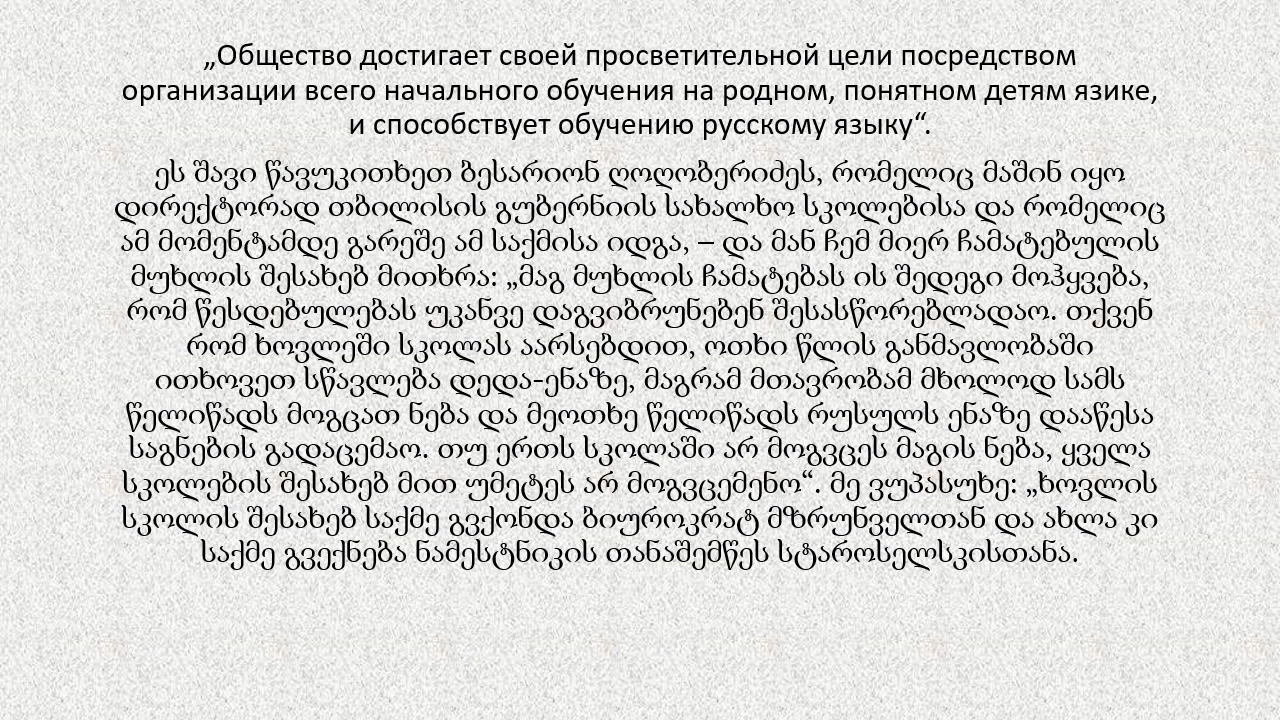 „Общество достигает своей просветительной цели посредством
организации всего начального обучения на родном, понятном детям язике,
и способствует обучению русскому языку“.
ეს შავი წავუკითხეთ ბესარიონ ღოღობერიძეს, რომელიც მაშინ იყო
დირექტორად თბილისის გუბერნიის სახალხო სკოლებისა და რომელიც
ამ მომენტამდე გარეშე ამ საქმისა იდგა, – და მან ჩემ მიერ ჩამატებულის
მუხლის შესახებ მითხრა: „მაგ მუხლის ჩამატებას ის შედეგი მოჰყვება,
რომ წესდებულებას უკანვე დაგვიბრუნებენ შესასწორებლადაო. თქვენ
რომ ხოვლეში სკოლას აარსებდით, ოთხი წლის განმავლობაში
ითხოვეთ სწავლება დედა-ენაზე, მაგრამ მთავრობამ მხოლოდ სამს
წელიწადს მოგცათ ნება და მეოთხე წელიწადს რუსულს ენაზე დააწესა
საგნების გადაცემაო. თუ ერთს სკოლაში არ მოგვცეს მაგის ნება, ყველა
სკოლების შესახებ მით უმეტეს არ მოგვცემენო“. მე ვუპასუხე: „ხოვლის
სკოლის შესახებ საქმე გვქონდა ბიუროკრატ მზრუნველთან და ახლა კი
საქმე გვექნება ნამესტნიკის თანაშემწეს სტაროსელსკისთანა.